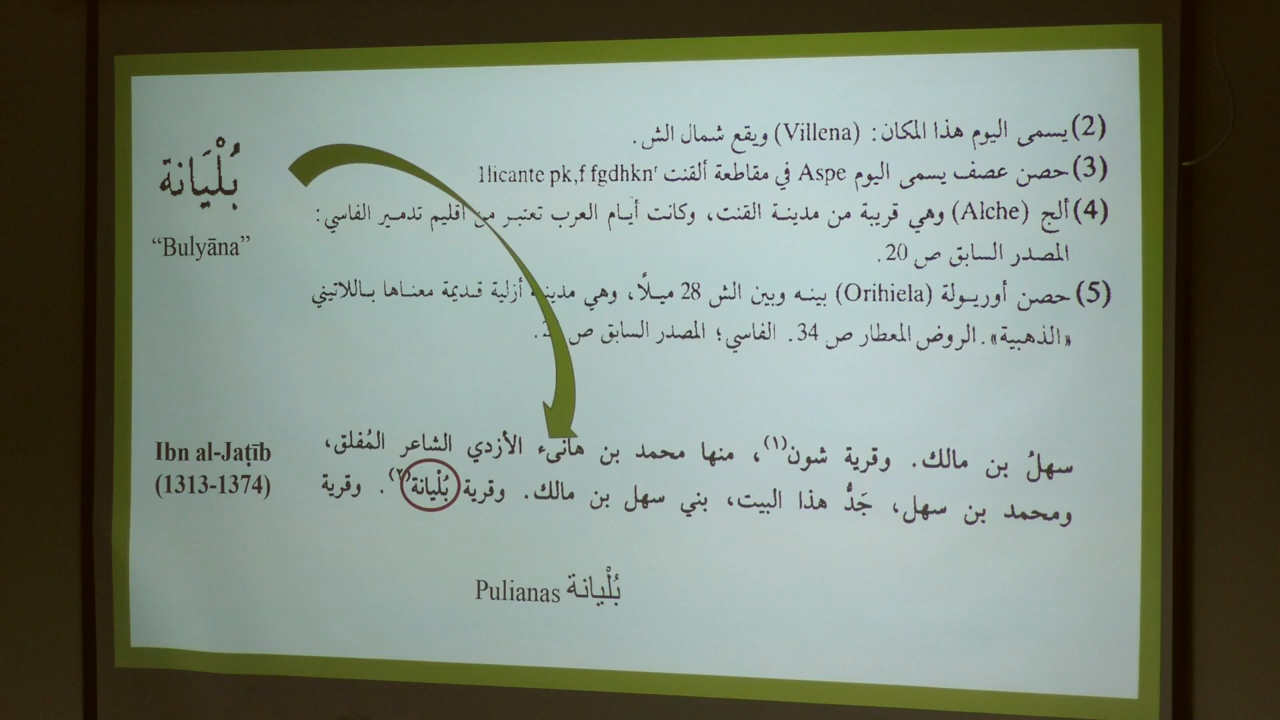 (2) يسمى اليوم هذا المكان: (Villena) ويقع شمال الش.
(3) حصن عصف يسمى اليوم Aspe في مقاطعة ألقنت 1licante pk,f fgdhkn
(4) ألج (Alche) وهي قريبة من مدينة القنت، وكانت أيام العرب تعتبر من أقليم تدمير الفاسي:
المصدر السابق ص 20.
(5) حصن أوريولة (Orihiela) بينه وبين الش 28 ميلًا، وهي مدينة أزلية قديمة معناها باللاتيني
«الذهبية». الروض المعطار ص 34. الفاسي؛ المصدر السابق ص
بُلْيَانة
“Bulyāna”
Ibn al-Jaṭīb
(1313-1374)
سهلُ بن مالك. وقرية شون(١)، منها محمد بن هانىء الأزدي الشاعر المُفلق،
ومحمد بن سهل، جَدُّ هذا البيت، بني سهل بن مالك. وقرية بُلْيانة(٢). وقرية
Pulianas بُلْيانة